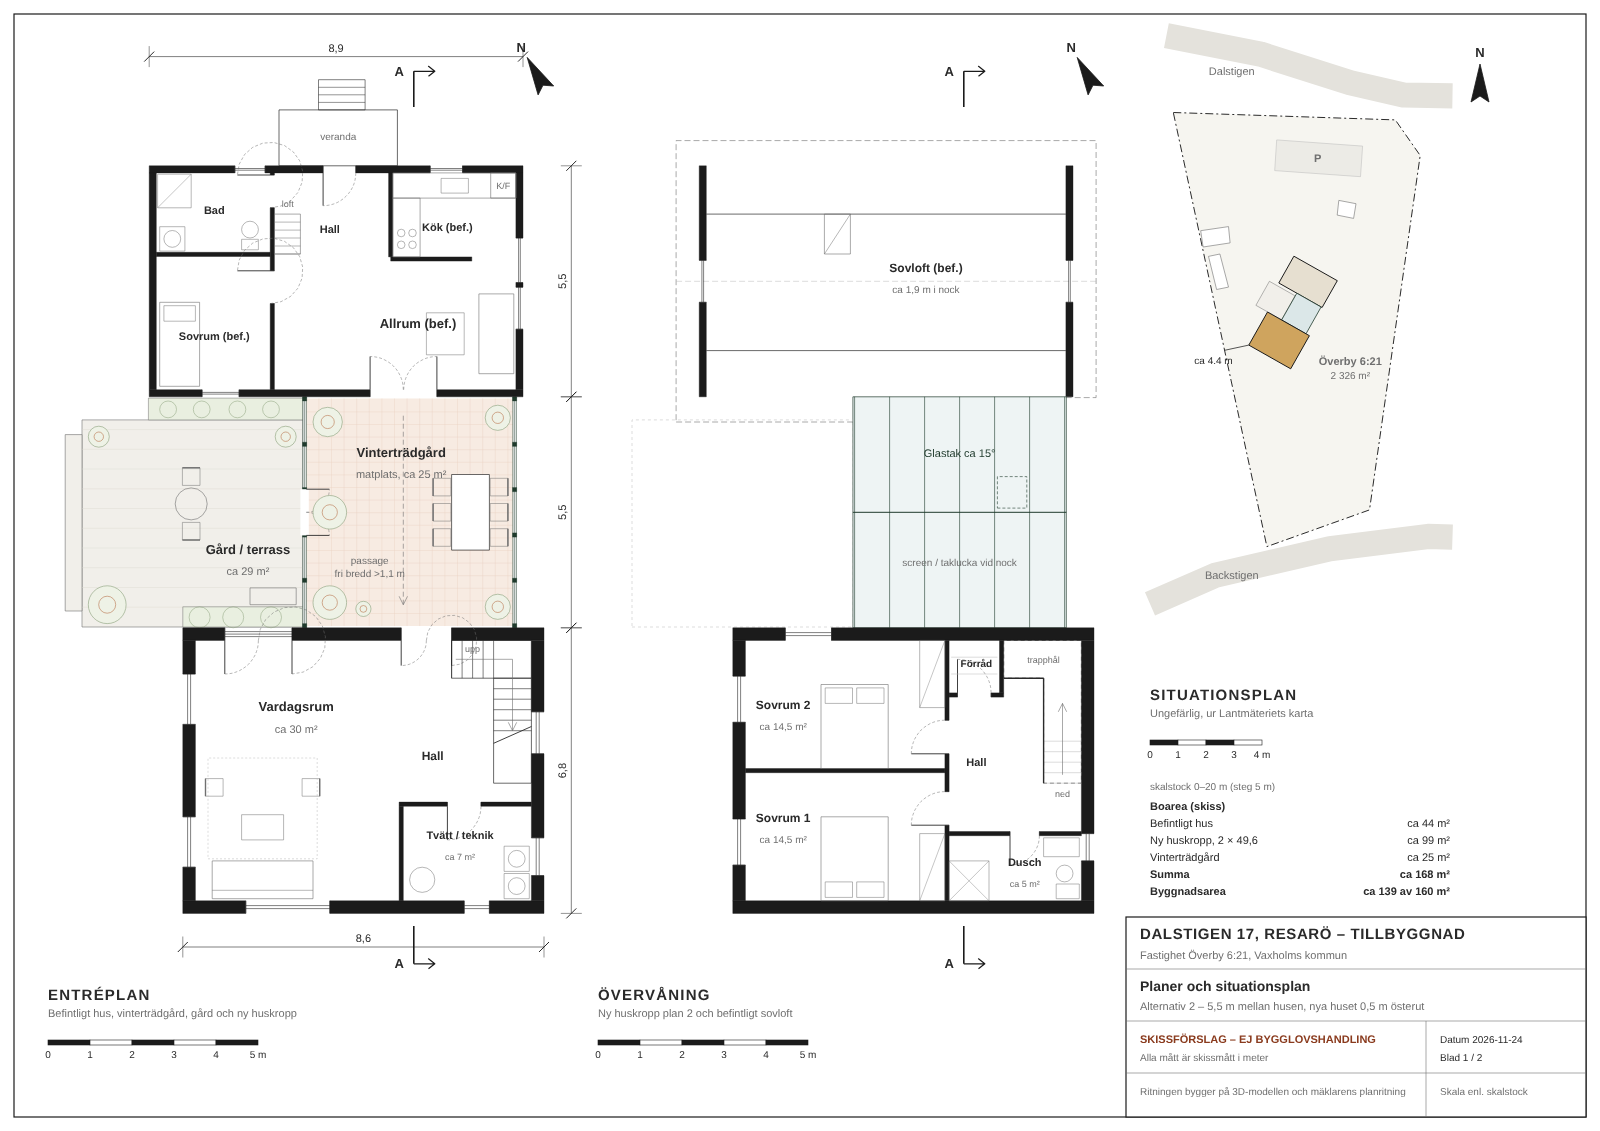 8,9
N
A
veranda
Bad
loft
Hall
K/F
Kök (bef.)
Sovrum (bef.)
Allrum (bef.)
5,5
Vinterträdgård
matplats, ca 25 m²
Gård / terrass
ca 29 m²
passage
fri bredd >1,1 m
5,5
upp
Vardagsrum
ca 30 m²
Hall
Tvätt / teknik
ca 7 m²
6,8
8,6
A
ENTRÉPLAN
Befintligt hus, vinterträdgård, gård och ny huskropp
0 1 2 3 4 5 m
A
N
Sovloft (bef.)
ca 1,9 m i nock
Glastak ca 15°
screen / taklucka vid nock
Förråd
trapphål
Sovrum 2
ca 14,5 m²
Hall
ned
Sovrum 1
ca 14,5 m²
Dusch
ca 5 m²
A
ÖVERVÅNING
Ny huskropp plan 2 och befintligt sovloft
0 1 2 3 4 5 m
Dalstigen
N
P
ca 4.4 m
Överby 6:21
2 326 m²
Backstigen
SITUATIONSPLAN
Ungefärlig, ur Lantmäteriets karta
0 1 2 3 4 m
skalstock 0–20 m (steg 5 m)
Boarea (skiss)
Befintligt hus ca 44 m²
Ny huskropp, 2 × 49,6 ca 99 m²
Vinterträdgård ca 25 m²
Summa ca 168 m²
Byggnadsarea ca 139 av 160 m²
DALSTIGEN 17, RESARÖ – TILLBYGGNAD
Fastighet Överby 6:21, Vaxholms kommun
Planer och situationsplan
Alternativ 2 – 5,5 m mellan husen, nya huset 0,5 m österut
SKISSFÖRSLAG – EJ BYGGLOVSHANDLING
Alla mått är skissmått i meter
Datum 2026-11-24
Blad 1 / 2
Ritningen bygger på 3D-modellen och mäklarens planritning
Skala enl. skalstock